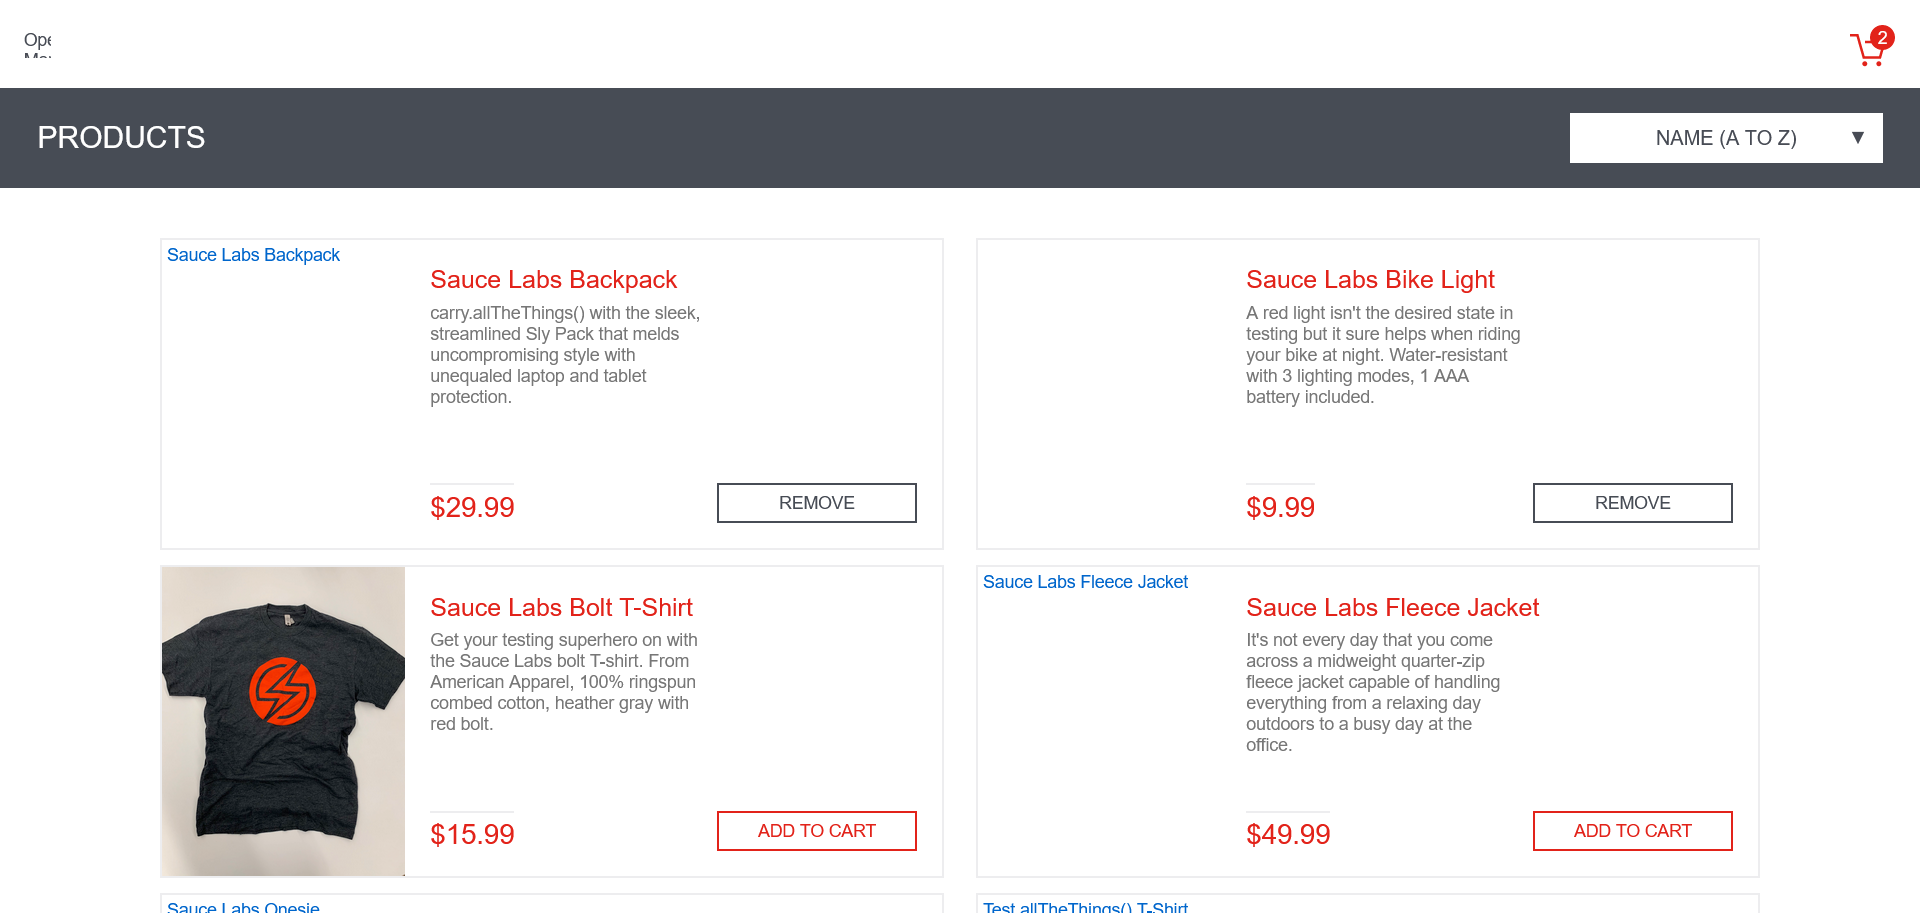 Ope
2
PRODUCTS
NAME (A TO Z) ▼
Sauce Labs Backpack
Sauce Labs Backpack
carry.allTheThings() with the sleek,
streamlined Sly Pack that melds
uncompromising style with
unequaled laptop and tablet
protection.
$29.99
REMOVE
Sauce Labs Bike Light
A red light isn't the desired state in
testing but it sure helps when riding
your bike at night. Water-resistant
with 3 lighting modes, 1 AAA
battery included.
$9.99
REMOVE
Sauce Labs Bolt T-Shirt
Get your testing superhero on with
the Sauce Labs bolt T-shirt. From
American Apparel, 100% ringspun
combed cotton, heather gray with
red bolt.
$15.99
ADD TO CART
Sauce Labs Fleece Jacket
Sauce Labs Fleece Jacket
It's not every day that you come
across a midweight quarter-zip
fleece jacket capable of handling
everything from a relaxing day
outdoors to a busy day at the
office.
$49.99
ADD TO CART
Sauce Labs Onesie
Test.allTheThings() T-Shirt